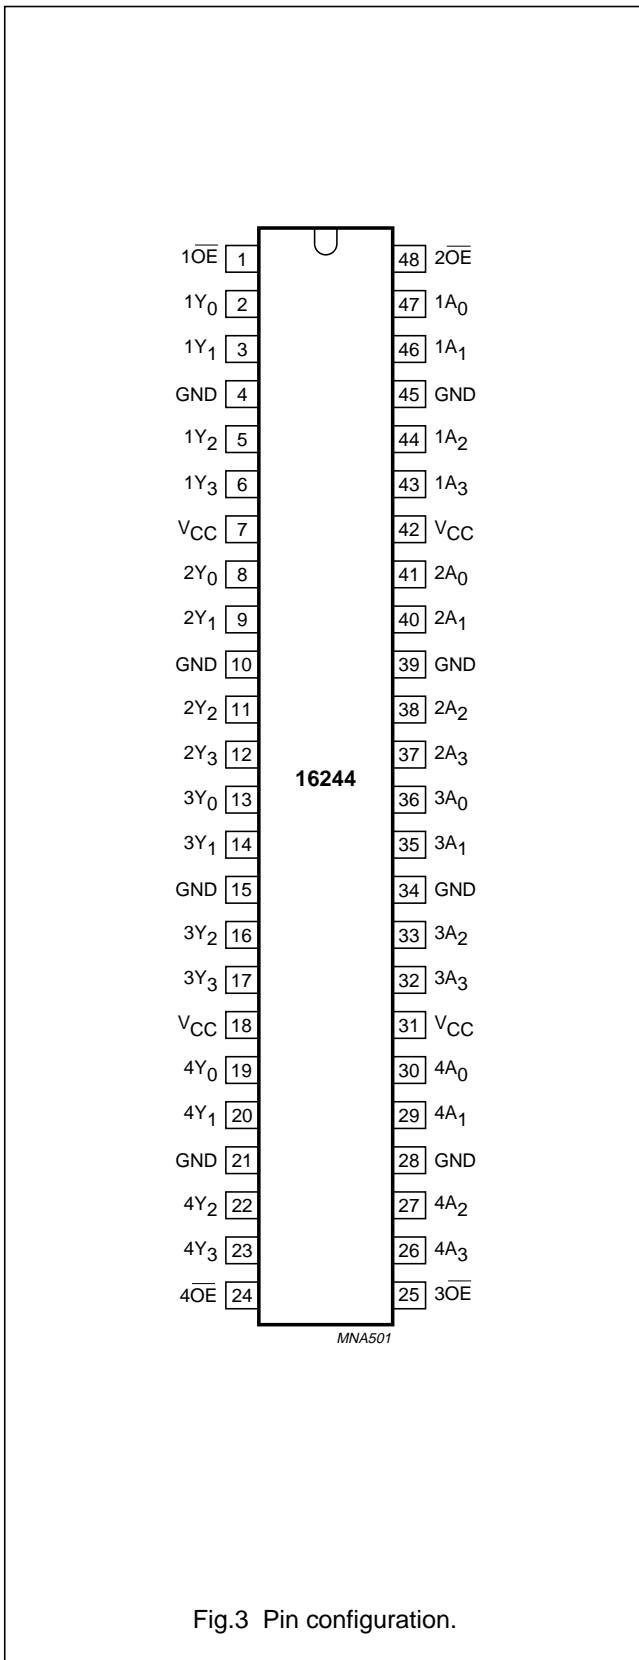 1O̅E̅ 1 48 2O̅E̅
1Y0 2 47 1A0
1Y1 3 46 1A1
GND 4 45 GND
1Y2 5 44 1A2
1Y3 6 43 1A3
VCC 7 42 VCC
2Y0 8 41 2A0
2Y1 9 40 2A1
GND 10 39 GND
2Y2 11 38 2A2
2Y3 12 37 2A3
16244
3Y0 13 36 3A0
3Y1 14 35 3A1
GND 15 34 GND
3Y2 16 33 3A2
3Y3 17 32 3A3
VCC 18 31 VCC
4Y0 19 30 4A0
4Y1 20 29 4A1
GND 21 28 GND
4Y2 22 27 4A2
4Y3 23 26 4A3
4O̅E̅ 24 25 3O̅E̅
MNA501
Fig.3 Pin configuration.